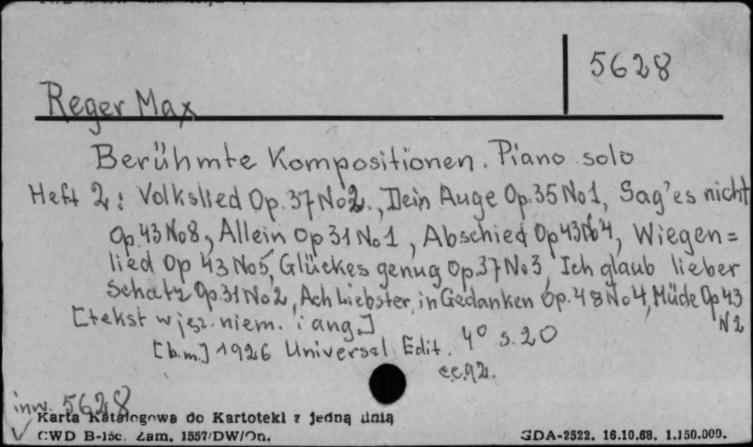 5628
Reger Max
Berühmte Kompositionen. Piano solo
Heft 2: Volkslied Op. 37 No 2., Dein Auge Op. 35 No 1, Sag' es nicht
Op. 43 No 8, Allein Op 31 No 1, Abschied Op 43 No 4, Wiegen=
lied Op 43 No 5, Glückes genug Op. 37 No 3, Ich glaub lieber
Schatz Op. 31 No 2, Ach Liebster, in Gedanken Op. 48 No 4, Müde Op 43
N 2
[tekst w jęz. niem. i ang.]
[b.m.] 1926 Universal Edit. 4° s. 20
inw. 5628
Karta Katalogowa do Kartoteki z jedną linią
CWD B-15c. Zam. 1557/DW/Dn. GDA-2522. 16.10.68. 1.150.000.